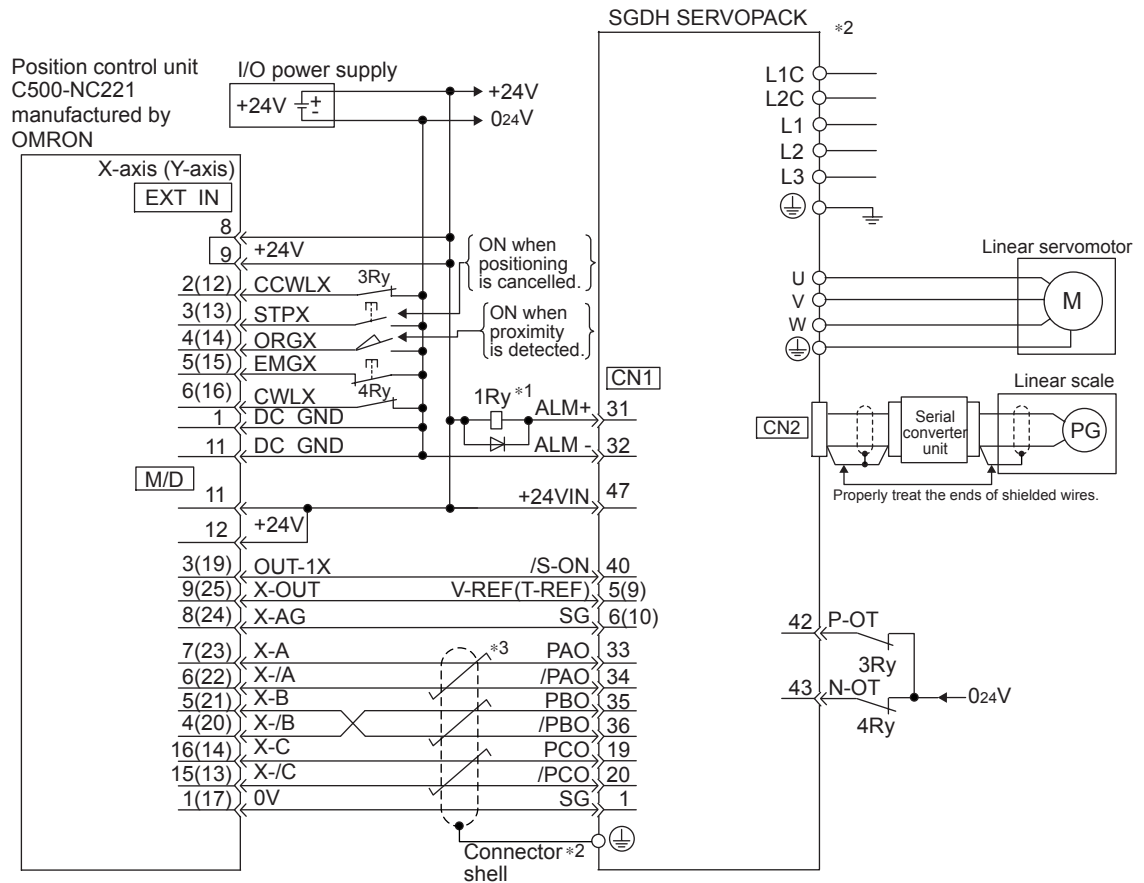 SGDH SERVOPACK
*2
Position control unit
C500-NC221
manufactured by
OMRON
I/O power supply
+24V
+
-
+24V
024V
X-axis (Y-axis)
EXT IN
8
9
+24V
2(12)
CCWLX
3Ry
3(13)
STPX
4(14)
ORGX
5(15)
EMGX
6(16)
CWLX
4Ry
1
DC GND
11
DC GND
ON when
positioning
is cancelled.
ON when
proximity
is detected.
1Ry*1
ALM+
31
ALM -
32
CN1
M/D
11
+24VIN
47
12
+24V
3(19)
OUT-1X
/S-ON
40
9(25)
X-OUT
V-REF(T-REF)
5(9)
8(24)
X-AG
SG
6(10)
7(23)
X-A
*3
PAO
33
6(22)
X-/A
/PAO
34
5(21)
X-B
PBO
35
4(20)
X-/B
/PBO
36
16(14)
X-C
PCO
19
15(13)
X-/C
/PCO
20
1(17)
0V
SG
1
Connector*2
shell
L1C
L2C
L1
L2
L3
Linear servomotor
U
V
W
M
Linear scale
CN2
Serial
converter
unit
PG
Properly treat the ends of shielded wires.
42
P-OT
3Ry
43
N-OT
4Ry
024V